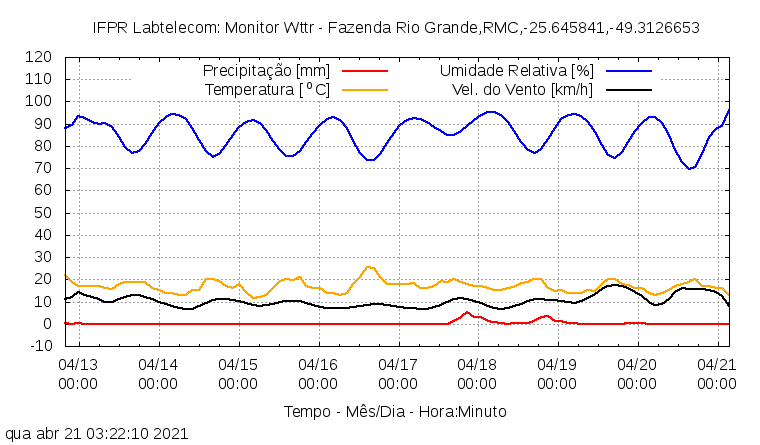 IFPR Labtelecom: Monitor Wttr - Fazenda Rio Grande,RMC,-25.645841,-49.3126653
Precipitação [mm]
Temperatura [ºC]
Umidade Relativa [%]
Vel. do Vento [km/h]
120
110
100
90
80
70
60
50
40
30
20
10
0
-10
04/13 04/14 04/15 04/16 04/17 04/18 04/19 04/20 04/21
00:00 00:00 00:00 00:00 00:00 00:00 00:00 00:00 00:00
Tempo - Mês/Dia - Hora:Minuto
qua abr 21 03:22:10 2021